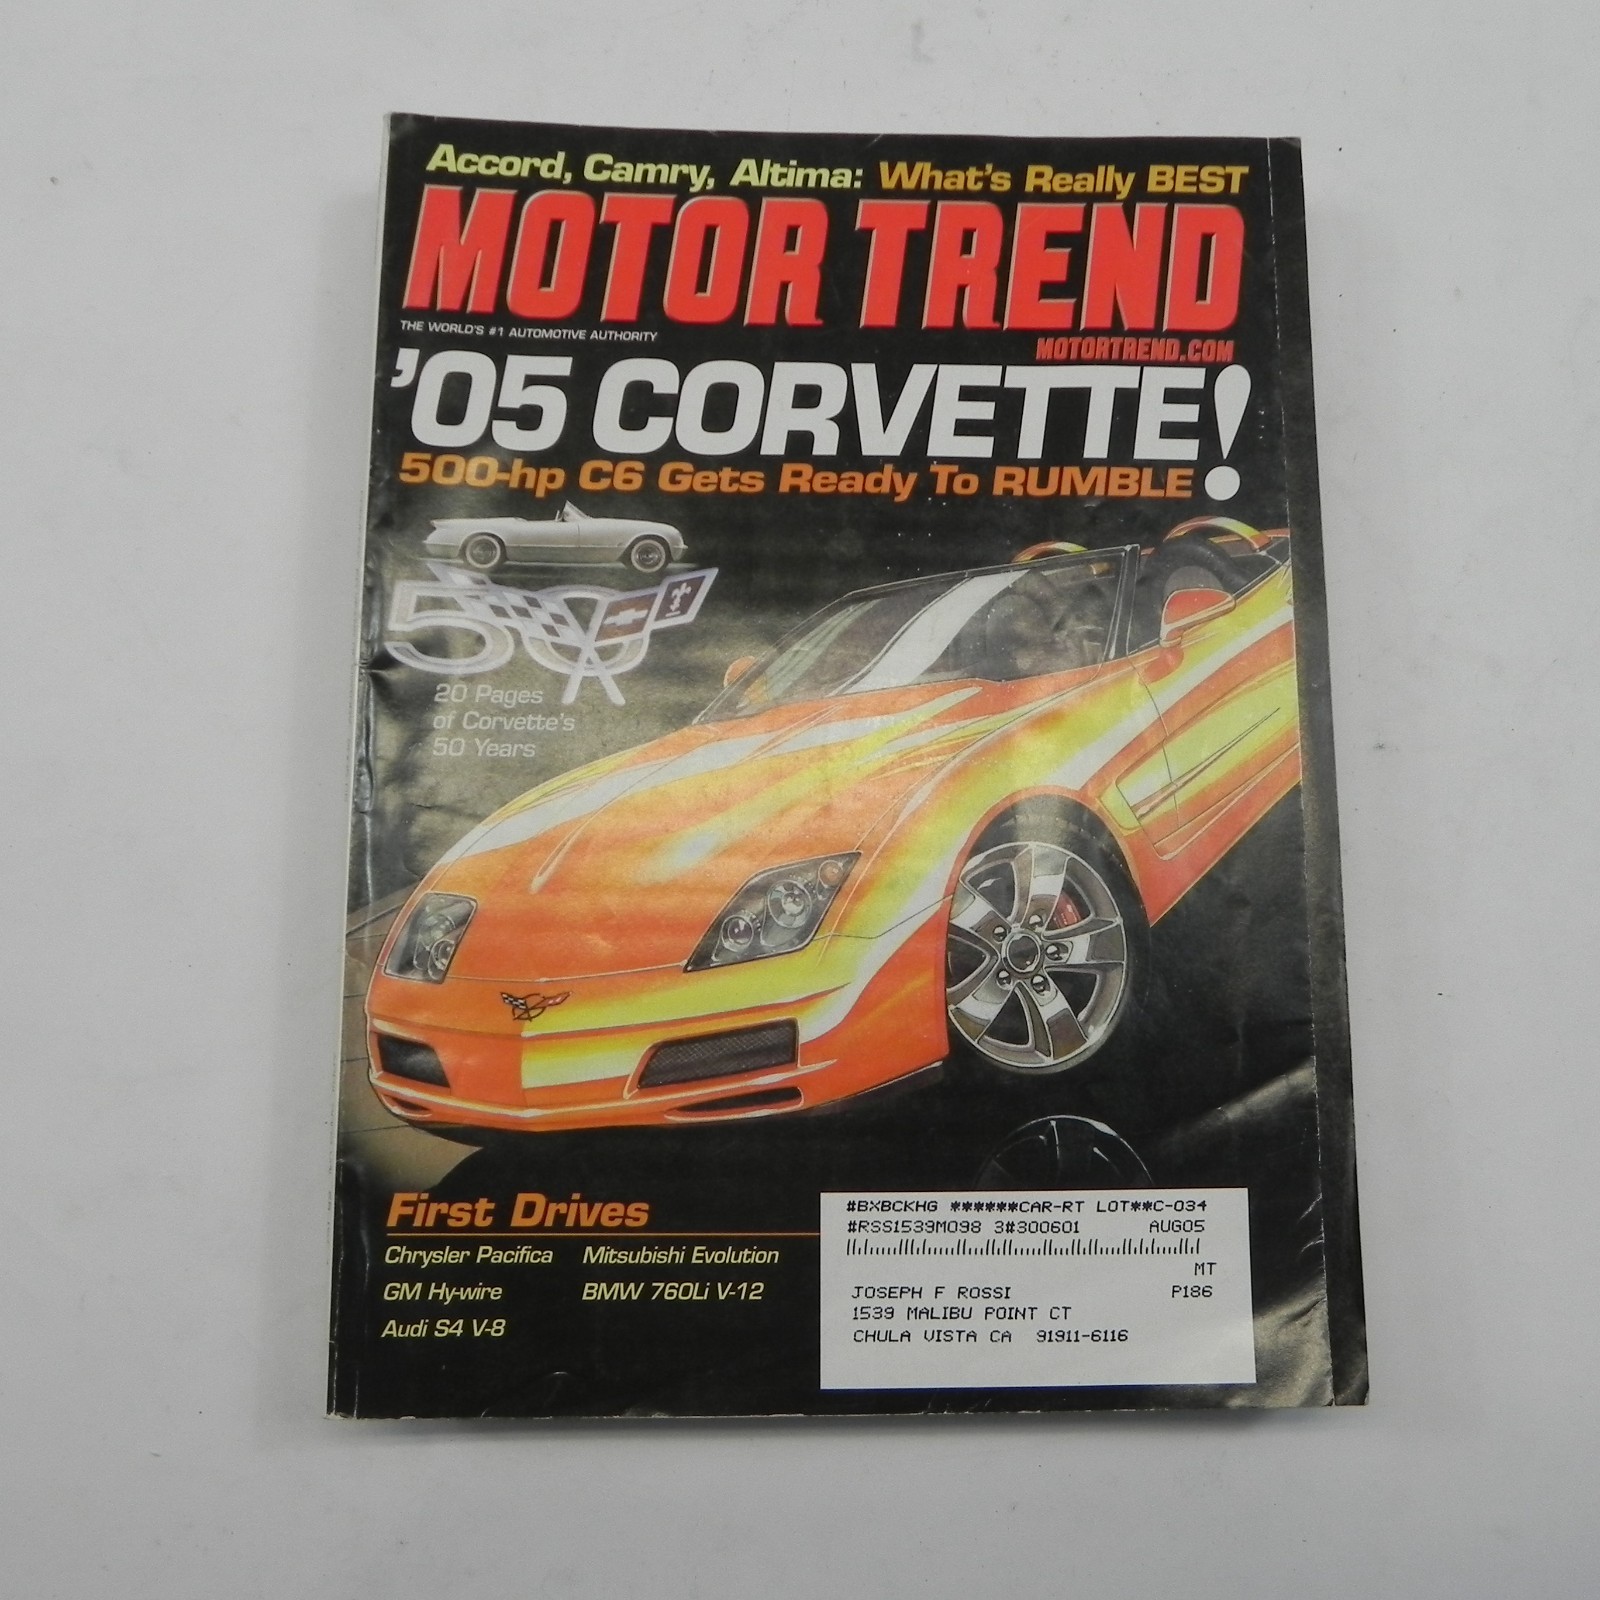 Accord, Camry, Altima: What's Really BEST
MOTOR TREND
THE WORLD'S #1 AUTOMOTIVE AUTHORITY
MOTORTREND.COM
'05 CORVETTE!
500-hp C6 Gets Ready To RUMBLE
50
20 Pages
of Corvette's
50 Years
First Drives
Chrysler Pacifica Mitsubishi Evolution
GM Hy-wire BMW 760Li V-12
Audi S4 V-8
#BXBCKHG ******CAR-RT LOT**C-034
#RSS1539M098 3#300601 AUG05
MT
JOSEPH F ROSSI P186
1539 MALIBU POINT CT
CHULA VISTA CA 91911-6116